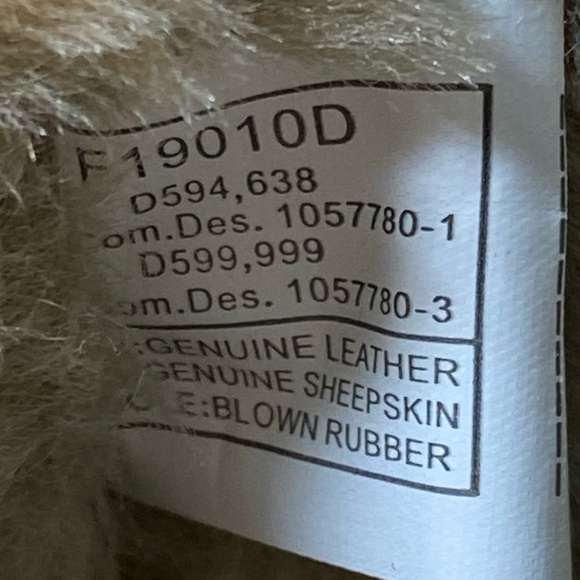 F19010D
D594,638
om.Des. 1057780-1
D599,999
om.Des. 1057780-3
:GENUINE LEATHER
GENUINE SHEEPSKIN
E:BLOWN RUBBER